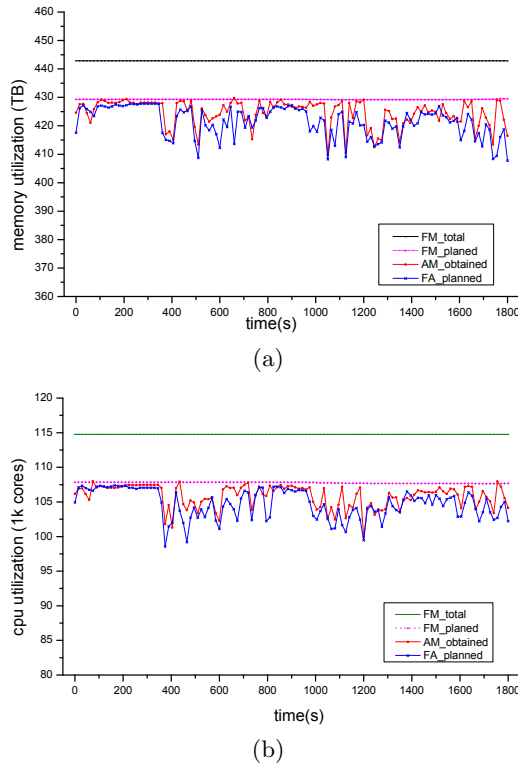 (a)
460
450
440
430
420
410
400
390
380
370
360
memory utilization (TB)
0 200 400 600 800 1000 1200 1400 1600 1800
time(s)
FM_total
FM_planed
AM_obtained
FA_planned
(a)
120
115
110
105
100
95
90
85
80
cpu utilization (1k cores)
0 200 400 600 800 1000 1200 1400 1600 1800
time(s)
FM_total
FM_planed
AM_obtained
FA_planned
(b)